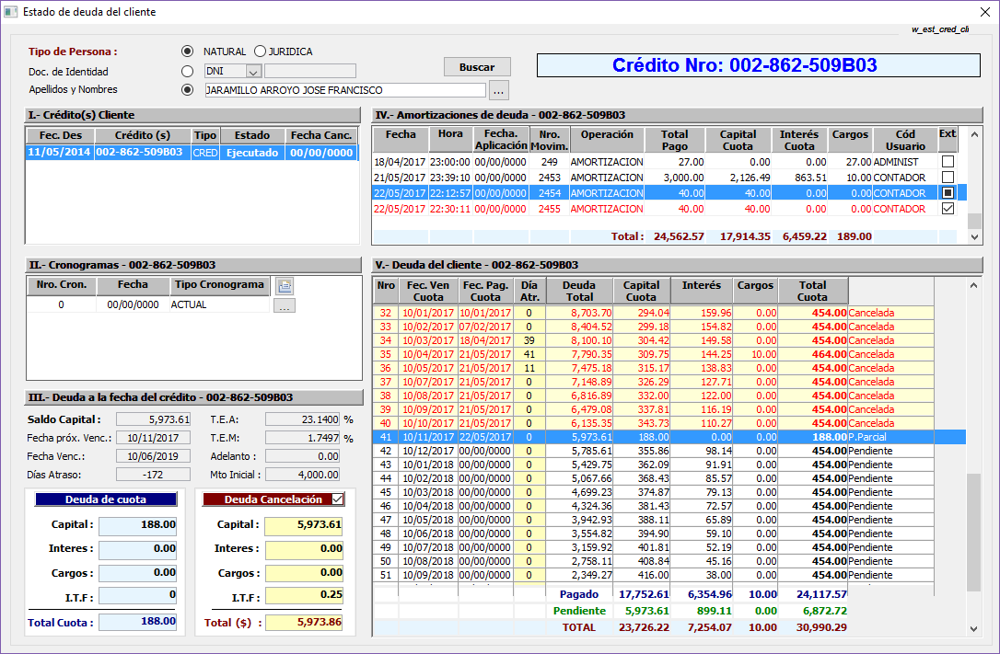 Estado de deuda del cliente
w_est_cred_cli
Tipo de Persona : NATURAL JURIDICA
Doc. de Identidad DNI
Apellidos y Nombres JARAMILLO ARROYO JOSE FRANCISCO ...
Buscar
Crédito Nro: 002-862-509B03
I.- Crédito(s) Cliente
Fec. Des Crédito (s) Tipo Estado Fecha Canc.
11/05/2014 002-862-509B03 CRED Ejecutado 00/00/0000
IV.- Amortizaciones de deuda - 002-862-509B03
Fecha Hora Fecha. Aplicación Nro. Movim. Operación Total Pago Capital Cuota Interés Cuota Cargos Cód Usuario Ext
18/04/2017 23:00:00 00/00/0000 249 AMORTIZACION 27.00 0.00 0.00 27.00 ADMINIST
21/05/2017 23:39:10 00/00/0000 2453 AMORTIZACION 3,000.00 2,126.49 863.51 10.00 CONTADOR
22/05/2017 22:12:57 00/00/0000 2454 AMORTIZACION 40.00 40.00 0.00 0.00 CONTADOR
22/05/2017 22:30:11 00/00/0000 2455 AMORTIZACION 40.00 40.00 0.00 0.00 CONTADOR
Total : 24,562.57 17,914.35 6,459.22 189.00
II.- Cronogramas - 002-862-509B03
Nro. Cron. Fecha Tipo Cronograma
0 00/00/0000 ACTUAL ...
III.- Deuda a la fecha del crédito - 002-862-509B03
Saldo Capital : 5,973.61 T.E.A: 23.1400 %
Fecha próx. Venc.: 10/11/2017 T.E.M: 1.7497 %
Fecha Venc.: 10/06/2019 Adelanto : 0.00
Días Atraso: -172 Mto Inicial : 4,000.00
Deuda de cuota
Capital : 188.00
Interes : 0.00
Cargos : 0.00
I.T.F : 0
Total Cuota : 188.00
Deuda Cancelación
Capital : 5,973.61
Interes : 0.00
Cargos : 0.00
I.T.F : 0.25
Total ($) : 5,973.86
V.- Deuda del cliente - 002-862-509B03
Nro Fec. Ven Cuota Fec. Pag. Cuota Día Atr. Deuda Total Capital Cuota Interés Cargos Total Cuota
32 10/01/2017 10/01/2017 0 8,703.70 294.04 159.96 0.00 454.00 Cancelada
33 10/02/2017 07/02/2017 0 8,404.52 299.18 154.82 0.00 454.00 Cancelada
34 10/03/2017 18/04/2017 39 8,100.10 304.42 149.58 0.00 454.00 Cancelada
35 10/04/2017 21/05/2017 41 7,790.35 309.75 144.25 10.00 464.00 Cancelada
36 10/05/2017 21/05/2017 11 7,475.18 315.17 138.83 0.00 454.00 Cancelada
37 10/07/2017 21/05/2017 0 7,148.89 326.29 127.71 0.00 454.00 Cancelada
38 10/08/2017 21/05/2017 0 6,816.89 332.00 122.00 0.00 454.00 Cancelada
39 10/09/2017 21/05/2017 0 6,479.08 337.81 116.19 0.00 454.00 Cancelada
40 10/10/2017 21/05/2017 0 6,135.35 343.73 110.27 0.00 454.00 Cancelada
41 10/11/2017 22/05/2017 0 5,973.61 188.00 0.00 0.00 188.00 P.Parcial
42 10/12/2017 00/00/0000 0 5,785.61 355.86 98.14 0.00 454.00 Pendiente
43 10/01/2018 00/00/0000 0 5,429.75 362.09 91.91 0.00 454.00 Pendiente
44 10/02/2018 00/00/0000 0 5,067.66 368.43 85.57 0.00 454.00 Pendiente
45 10/03/2018 00/00/0000 0 4,699.23 374.87 79.13 0.00 454.00 Pendiente
46 10/04/2018 00/00/0000 0 4,324.36 381.43 72.57 0.00 454.00 Pendiente
47 10/05/2018 00/00/0000 0 3,942.93 388.11 65.89 0.00 454.00 Pendiente
48 10/06/2018 00/00/0000 0 3,554.82 394.90 59.10 0.00 454.00 Pendiente
49 10/07/2018 00/00/0000 0 3,159.92 401.81 52.19 0.00 454.00 Pendiente
50 10/08/2018 00/00/0000 0 2,758.11 408.84 45.16 0.00 454.00 Pendiente
51 10/09/2018 00/00/0000 0 2,349.27 416.00 38.00 0.00 454.00 Pendiente
Pagado 17,752.61 6,354.96 10.00 24,117.57
Pendiente 5,973.61 899.11 0.00 6,872.72
TOTAL 23,726.22 7,254.07 10.00 30,990.29